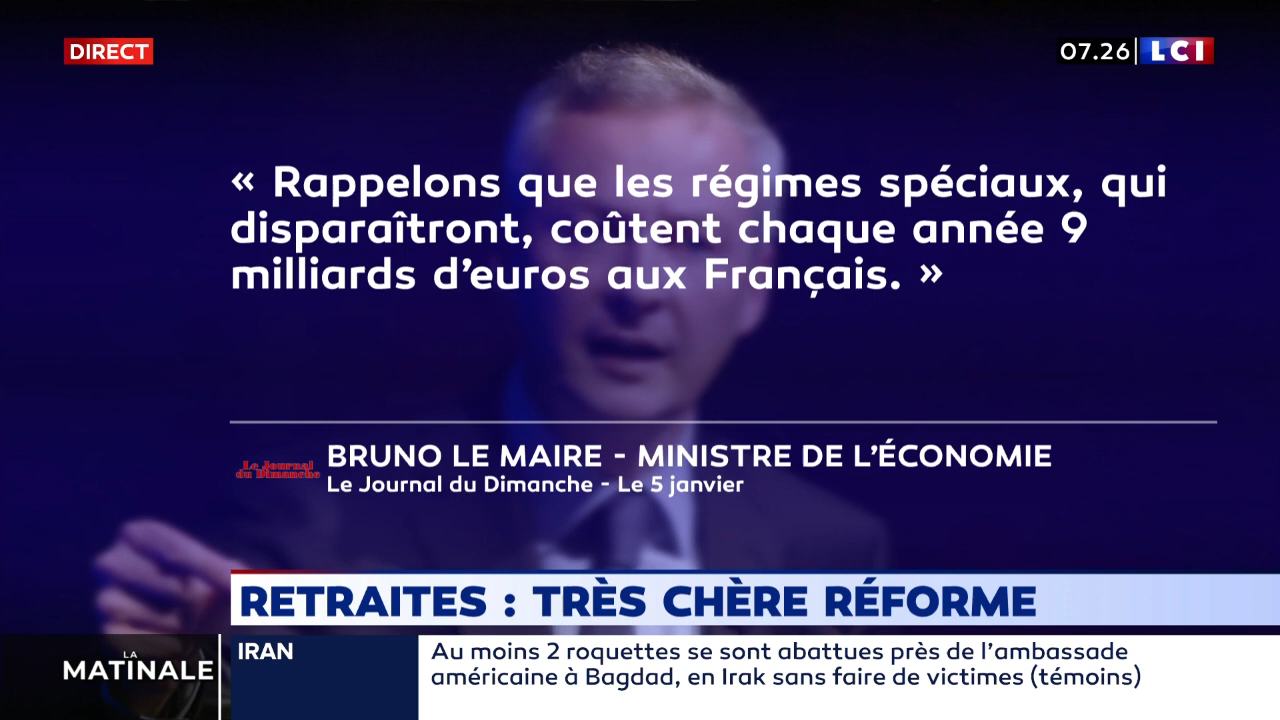 DIRECT
07.26
LCI
« Rappelons que les régimes spéciaux, qui
disparaîtront, coûtent chaque année 9
milliards d’euros aux Français. »
Le Journal
du Dimanche
BRUNO LE MAIRE - MINISTRE DE L’ÉCONOMIE
Le Journal du Dimanche - Le 5 janvier
RETRAITES : TRÈS CHÈRE RÉFORME
LA
MATINALE
IRAN
Au moins 2 roquettes se sont abattues près de l’ambassade
américaine à Bagdad, en Irak sans faire de victimes (témoins)